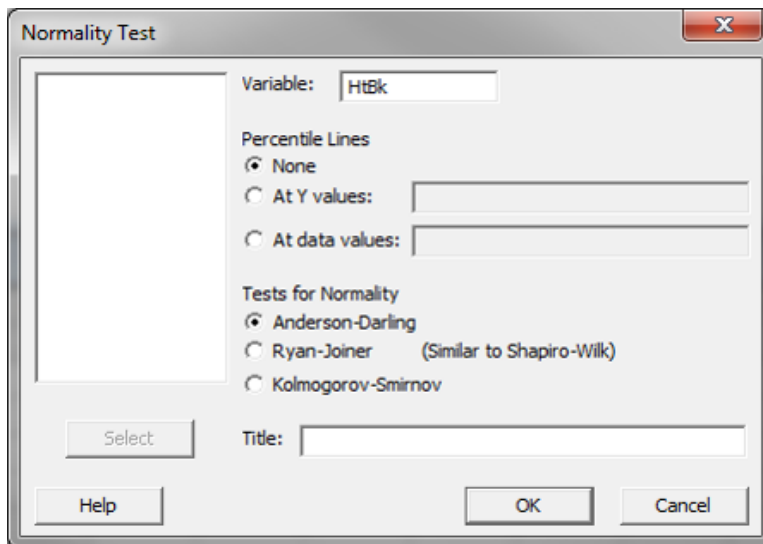 Normality Test
Variable: HtBk
Percentile Lines
None
At Y values:
At data values:
Tests for Normality
Anderson-Darling
Ryan-Joiner (Similar to Shapiro-Wilk)
Kolmogorov-Smirnov
Select
Title:
Help
OK
Cancel